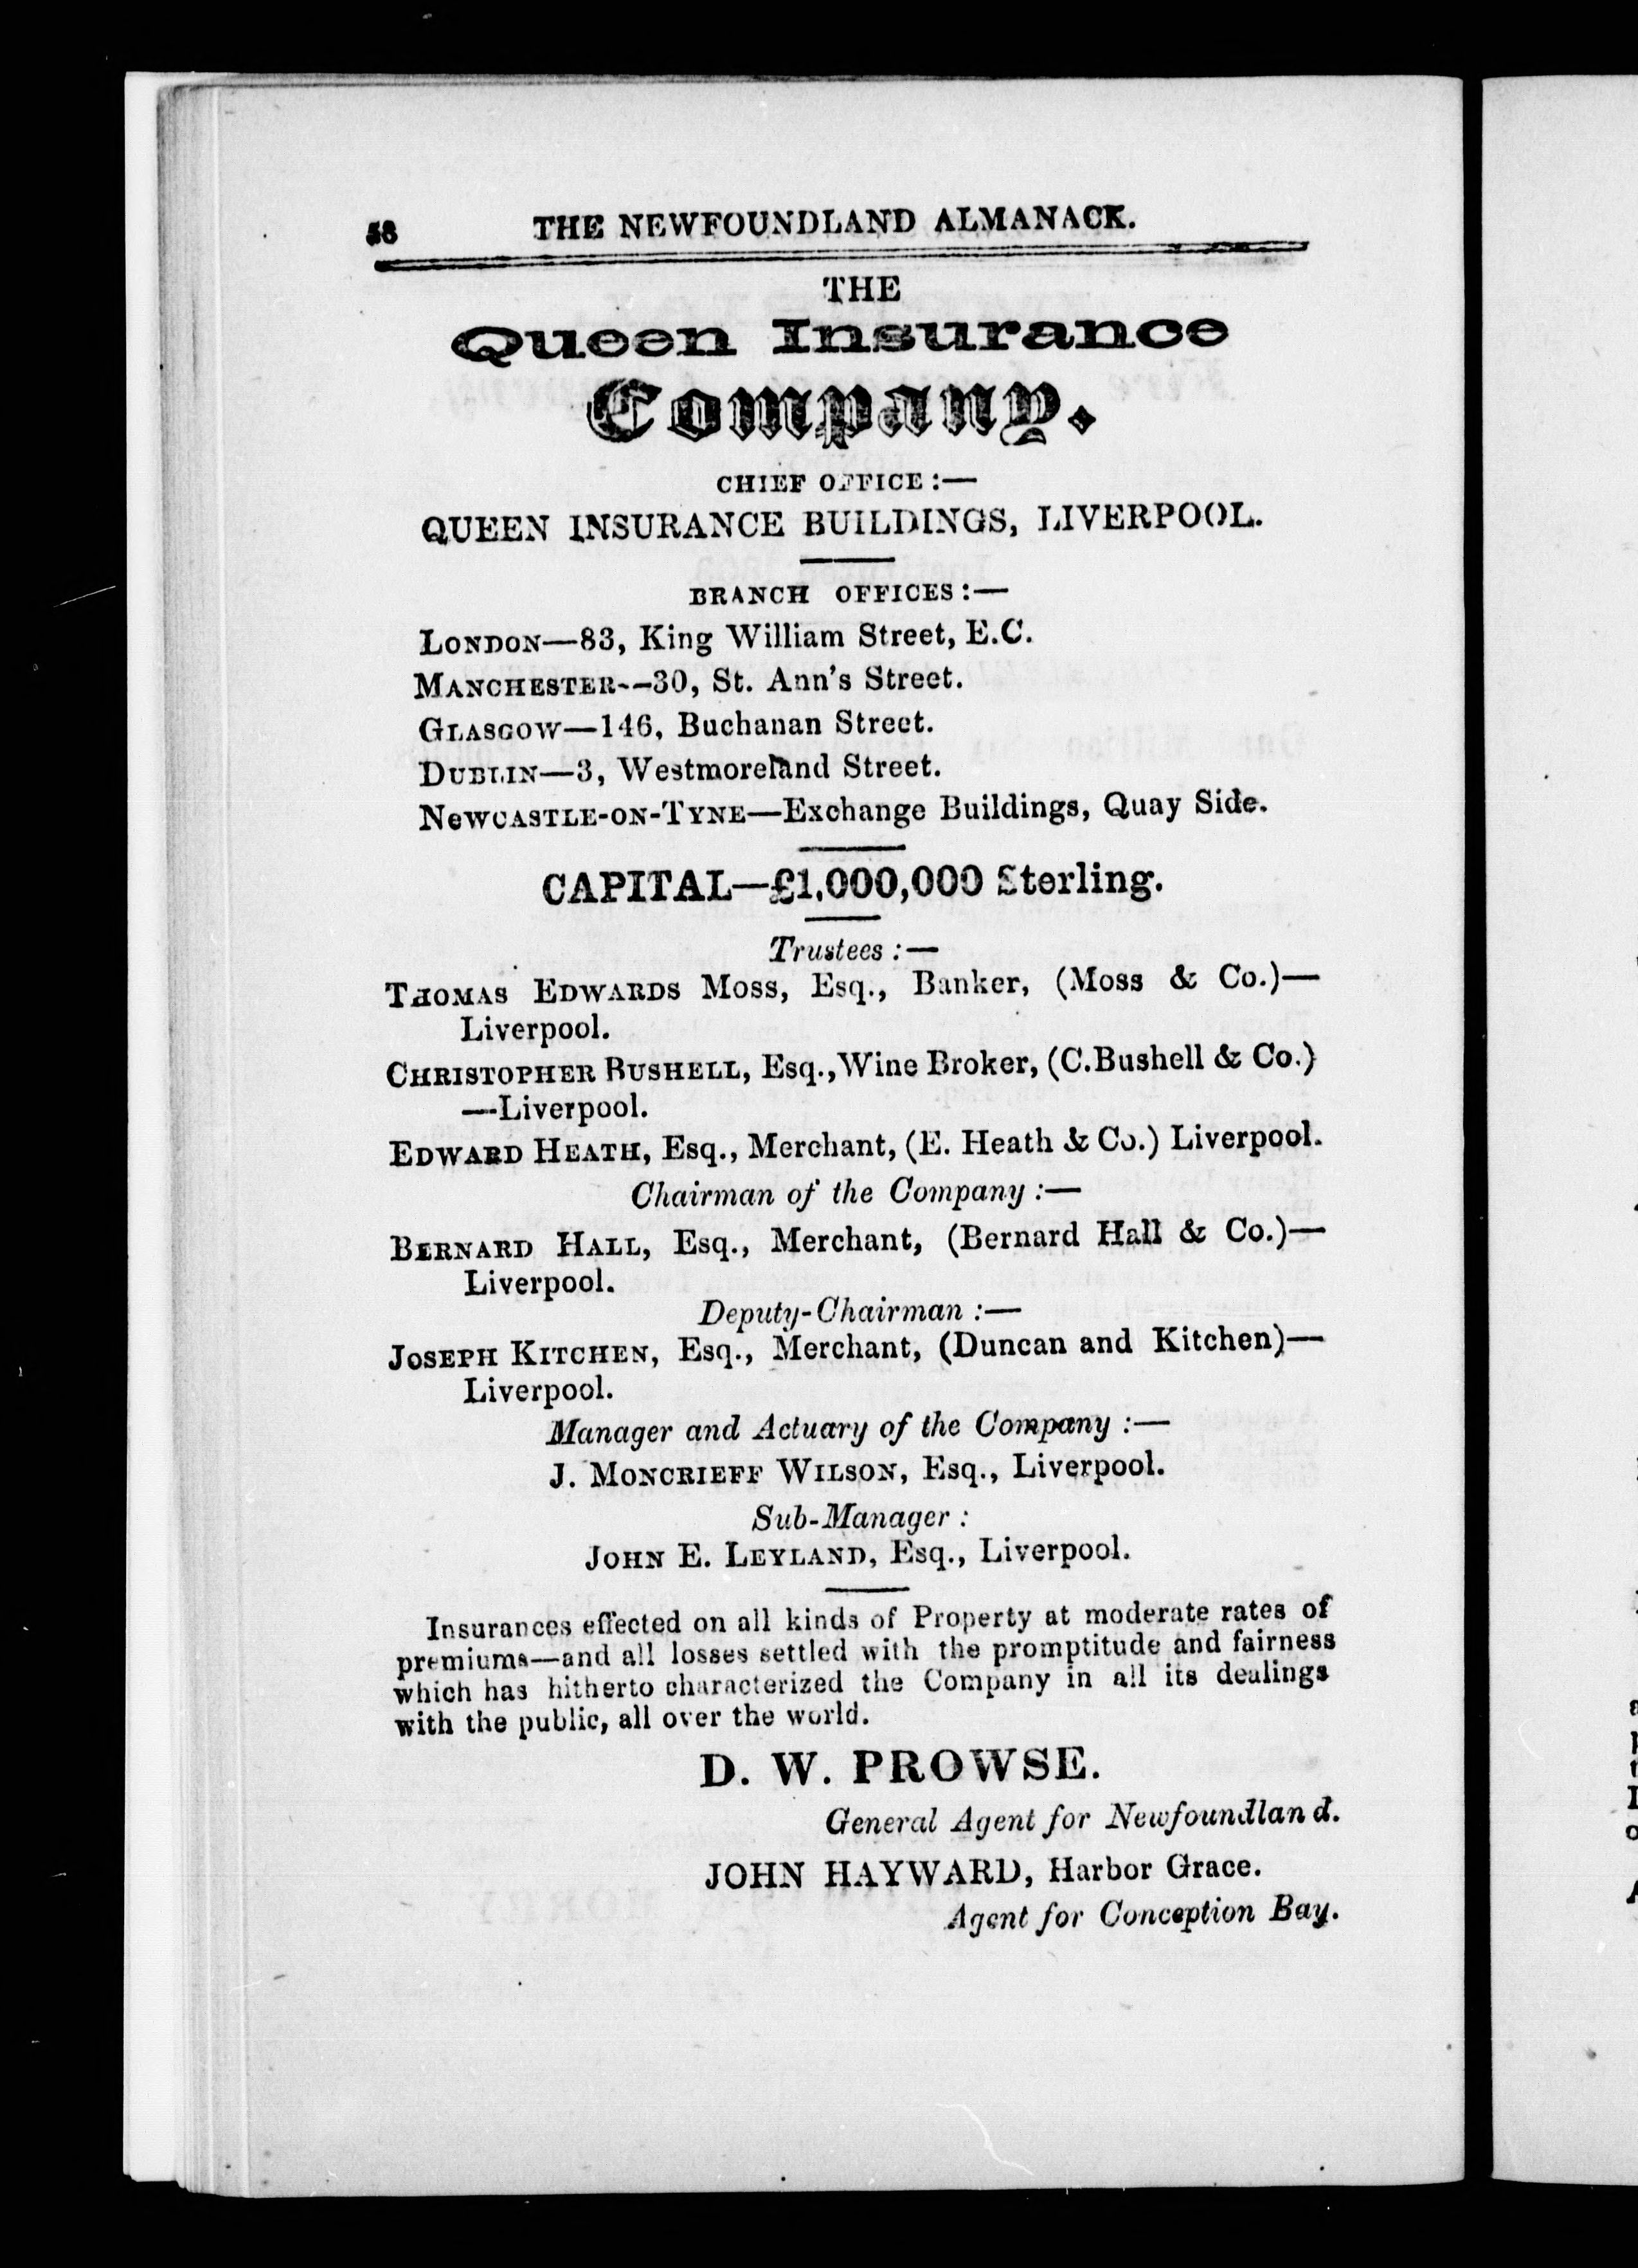 58 THE NEWFOUNDLAND ALMANACK.
THE
Queen Insurance
Company.
CHIEF OFFICE :—
QUEEN INSURANCE BUILDINGS, LIVERPOOL.
BRANCH OFFICES :—
LONDON—83, King William Street, E.C.
MANCHESTER--30, St. Ann's Street.
GLASGOW—146, Buchanan Street.
DUBLIN—3, Westmoreland Street.
NeWCASTLE-ON-TYNE—Exchange Buildings, Quay Side.
CAPITAL—£1,000,000 Sterling.
Trustees :—
THOMAS EDWARDS MOSS, Esq., Banker, (Moss & Co.)—
Liverpool.
CHRISTOPHER BUSHELL, Esq., Wine Broker, (C. Bushell & Co.)
—Liverpool.
EDWARD HEATH, Esq., Merchant, (E. Heath & Co.) Liverpool.
Chairman of the Company :—
BERNARD HALL, Esq., Merchant, (Bernard Hall & Co.)—
Liverpool.
Deputy-Chairman :—
JOSEPH KITCHEN, Esq., Merchant, (Duncan and Kitchen)—
Liverpool.
Manager and Actuary of the Company :—
J. MONCRIEFF WILSON, Esq., Liverpool.
Sub-Manager :
JOHN E. LEYLAND, Esq., Liverpool.
Insurances effected on all kinds of Property at moderate rates of
premiums—and all losses settled with the promptitude and fairness
which has hitherto characterized the Company in all its dealings
with the public, all over the world.
D. W. PROWSE.
General Agent for Newfoundland.
JOHN HAYWARD, Harbor Grace.
Agent for Conception Bay.